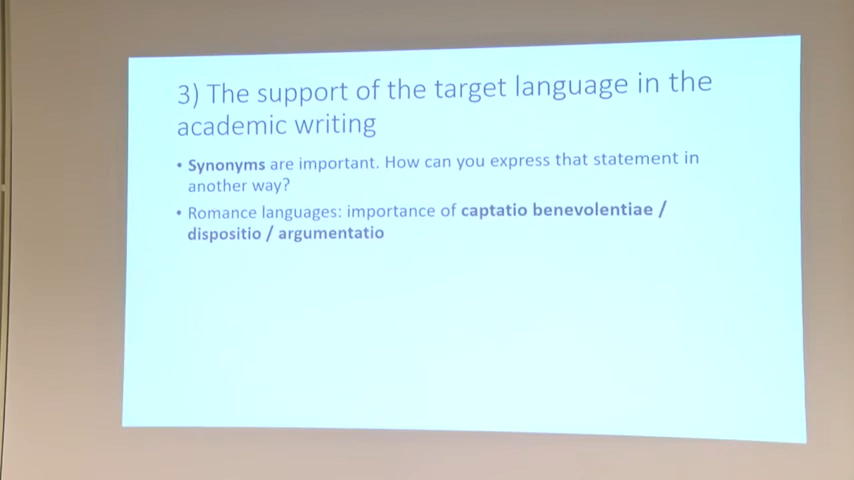 3) The support of the target language in the
academic writing
• Synonyms are important. How can you express that statement in
another way?
• Romance languages: importance of captatio benevolentiae /
dispositio / argumentatio